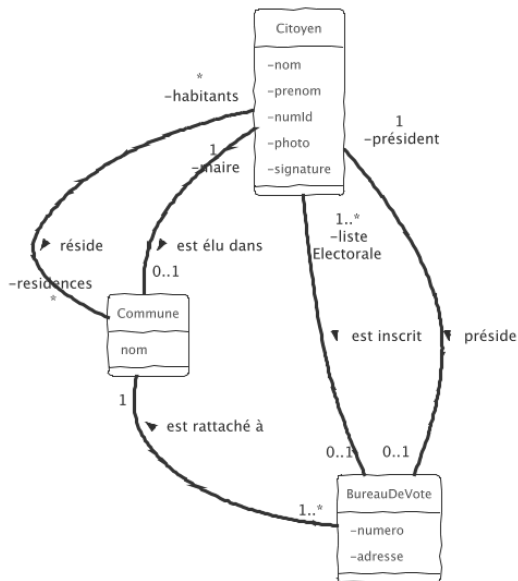 Citoyen
-nom
-prenom
-numId
-photo
-signature
*
-habitants
1
-maire
1
-président
réside
est élu dans
0..1
1..*
-liste
Electorale
-residences
*
Commune
nom
est inscrit
préside
1
est rattaché à
0..1
0..1
1..*
BureauDeVote
-numero
-adresse